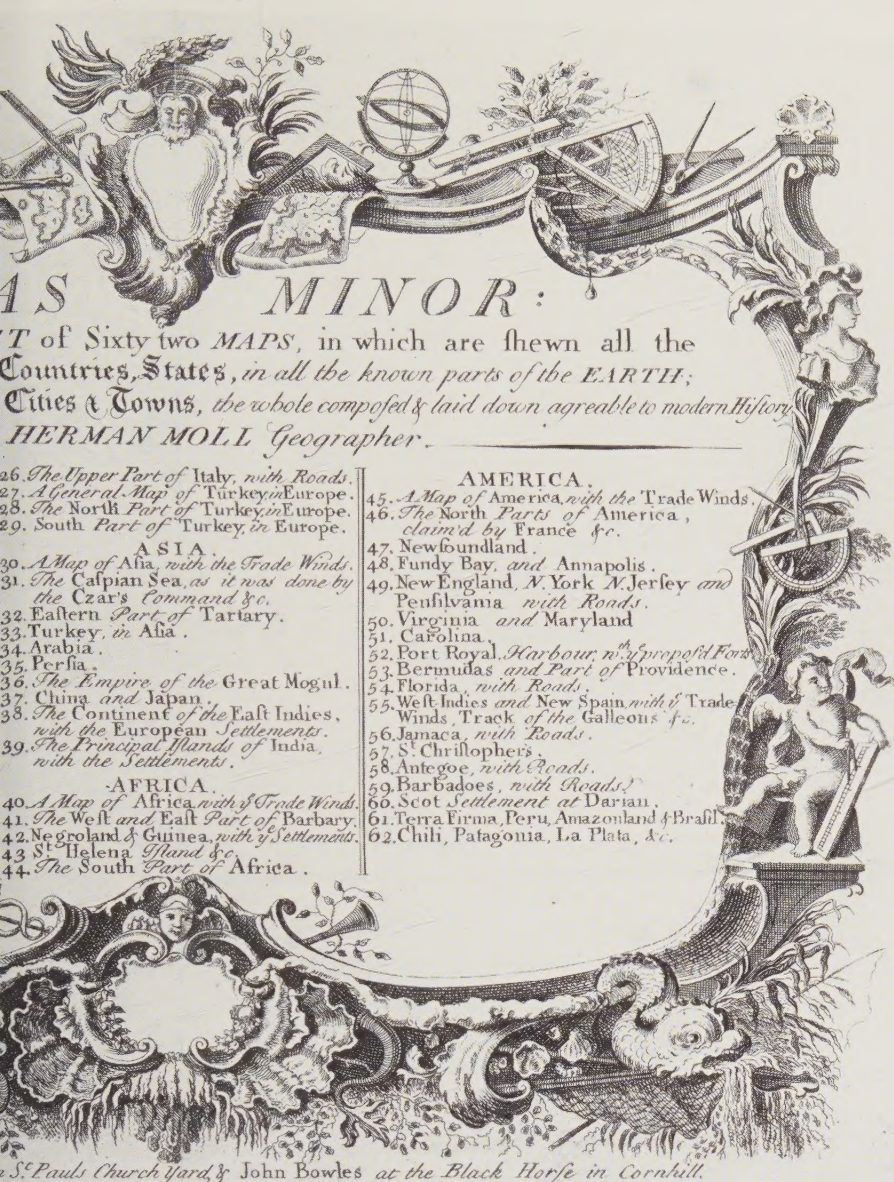 AS MINOR:
T of Sixty two MAPS, in which are ſhewn all the
Countries, States, in all the known parts of the EARTH;
Cities & Towns, the whole compoſed & laid down agreable to modern Hiſtory
HERMAN MOLL Geographer.
26. The Upper Part of Italy, with Roads.
27. A General Map of Turkey, in Europe.
28. The North Part of Turkey, in Europe.
29. South Part of Turkey, in Europe.
ASIA.
30. A Map of Aſia, with the Trade Winds.
31. The Caſpian Sea, as it was done by
the Czar's Command &c.
32. Eaſtern Part of Tartary.
33. Turkey, in Aſia.
34. Arabia.
35. Perſia.
36. The Empire of the Great Mogul.
37. China and Japan.
38. The Continent of the Eaſt Indies,
with the European Settlements.
39. The Principal Iſlands of India,
with the Settlements.
AFRICA.
40. A Map of Africa, with yͤ Trade Winds.
41. The Weſt and Eaſt Part of Barbary.
42. Negroland & Guinea, with yͤ Settlements.
43 Sᵗ. Helena Iſland &c.
44. The South Part of Africa.
AMERICA.
45. A Map of America, with the Trade Winds.
46. The North Parts of America,
claim'd by France &c.
47. Newfoundland.
48. Fundy Bay, and Annapolis.
49. New England, N. York N. Jerſey and
Penſilvania with Roads.
50. Virginia and Maryland
51. Carolina.
52. Port Royal Harbour, wᵗʰ yͤ propoſ'd Forts
53. Bermudas and Part of Providence.
54. Florida, with Roads.
55. Weſt Indies and New Spain, with yͤ Trade
Winds, Track of the Galleons &c.
56. Jamaca, with Roads.
57. Sᵗ. Chriſtophers.
58. Antegoe, with Roads.
59. Barbadoes, with Roads.
60. Scot Settlement at Darian.
61. Terra Firma, Peru, Amazonland & Braſil.
62. Chili, Patagonia, La Plata, &c.
Sᵗ. Pauls Church Yard, & John Bowles at the Black Horſe in Cornhill.